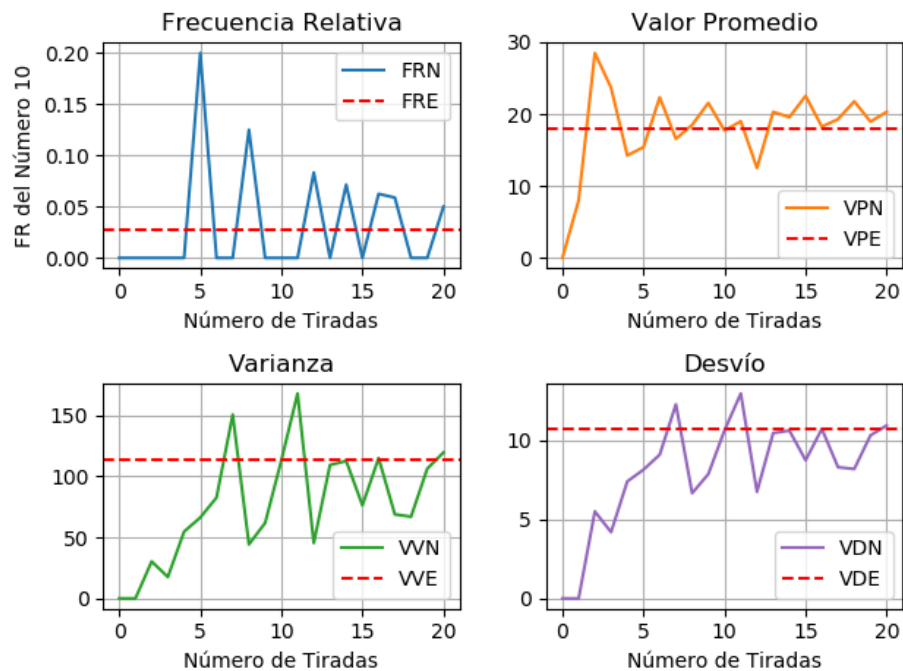 Frecuencia Relativa
FR del Número 10
0.20
0.15
0.10
0.05
0.00
FRN
FRE
0 5 10 15 20
Número de Tiradas
Valor Promedio
30
20
10
0
VPN
VPE
0 5 10 15 20
Número de Tiradas
Varianza
150
100
50
0
VVN
VVE
0 5 10 15 20
Número de Tiradas
Desvío
10
5
0
VDN
VDE
0 5 10 15 20
Número de Tiradas